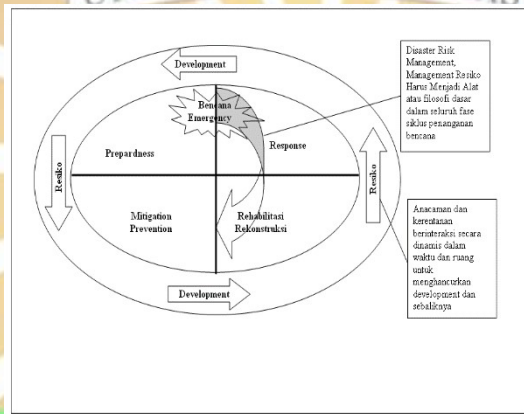 Development
Bencana
Emergency
Prepardness
Response
Resiko
Resiko
Mitigation
Prevention
Rehabilitasi
Rekonstruksi
Development
Disaster Risk
Management,
Management Resiko
Harus Menjadi Alat
atau filosofi dasar
dalam seluruh fase
siklus penanganan
bencana
Anacaman dan
kerentanan
berinteraksi secara
dinamis dalam
waktu dan ruang
untuk
menghancurkan
development dan
sebaliknya